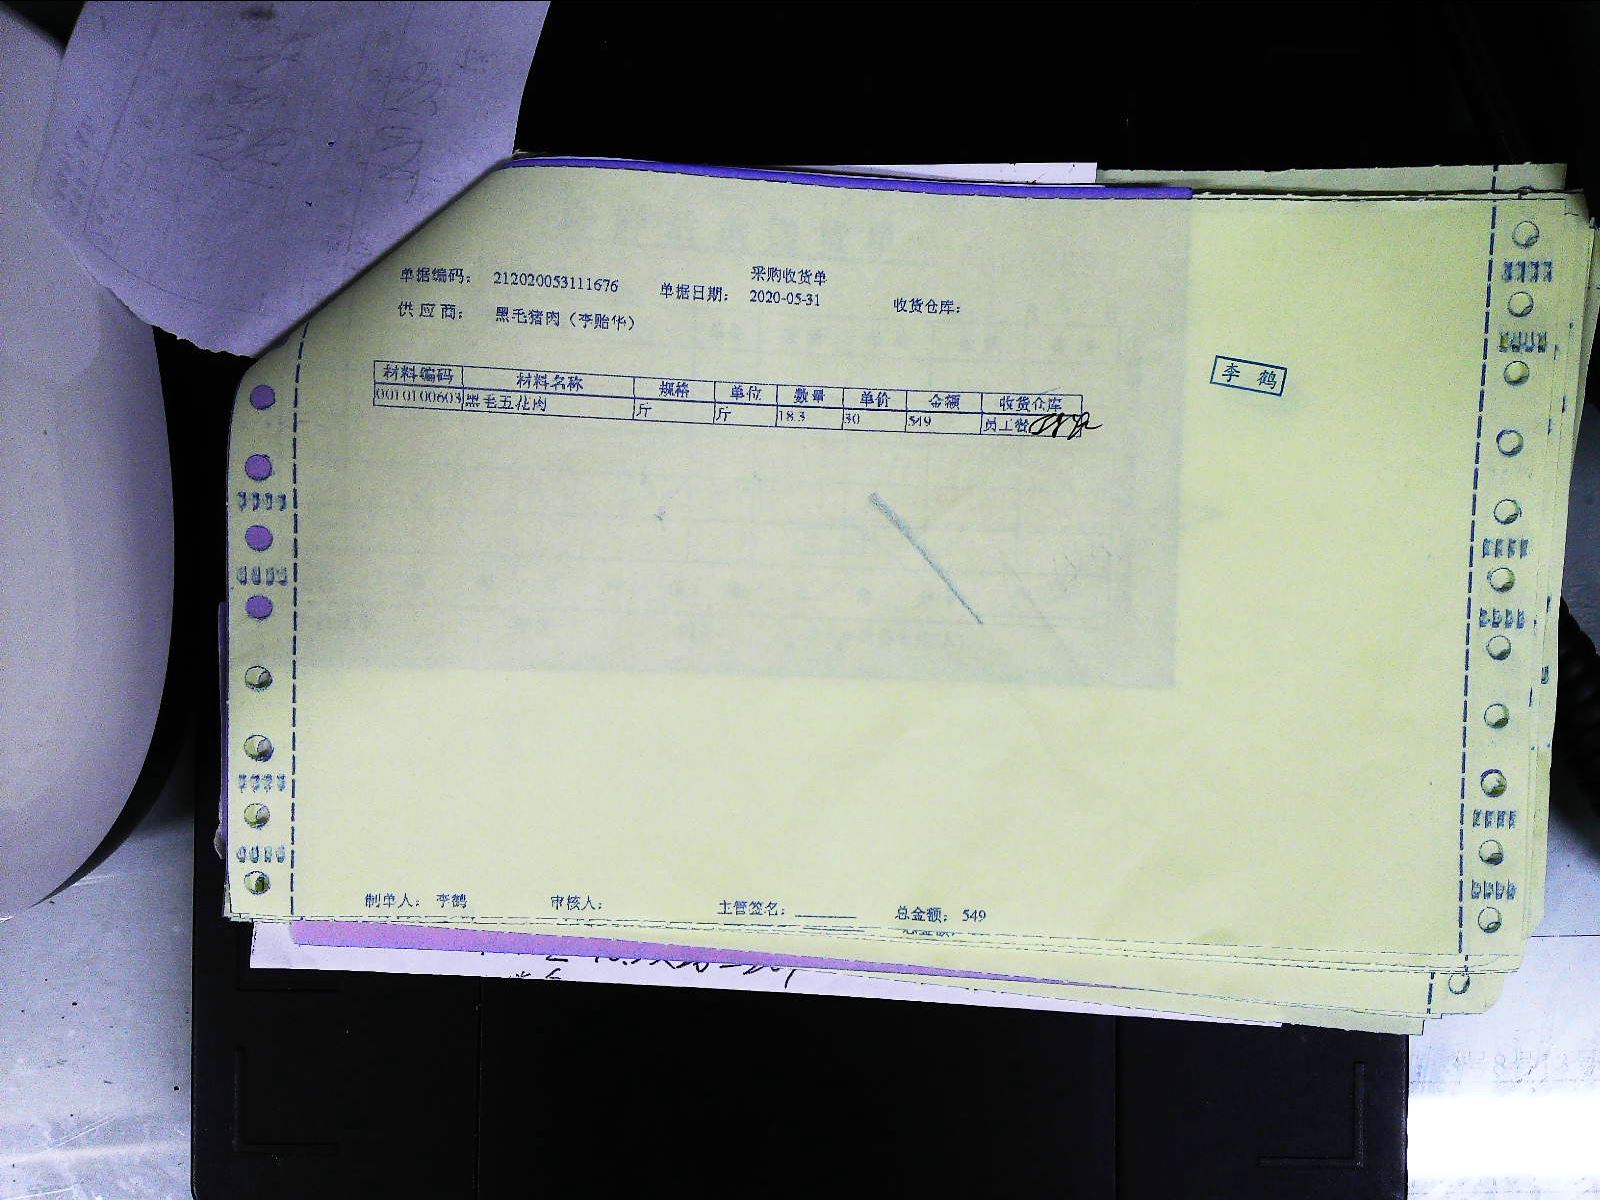 采购收货单
单据编码： 212020053111676 单据日期： 2020-05-31 收货仓库：
供应商： 黑毛猪肉（李贻华）
材料编码 材料名称 规格 单位 数量 单价 金额 收货仓库
0010100603 黑毛五花肉 斤 斤 18.3 30 549 员工餐
李 鹤
制单人： 李鹤 审核人： 主管签名： 总金额： 549